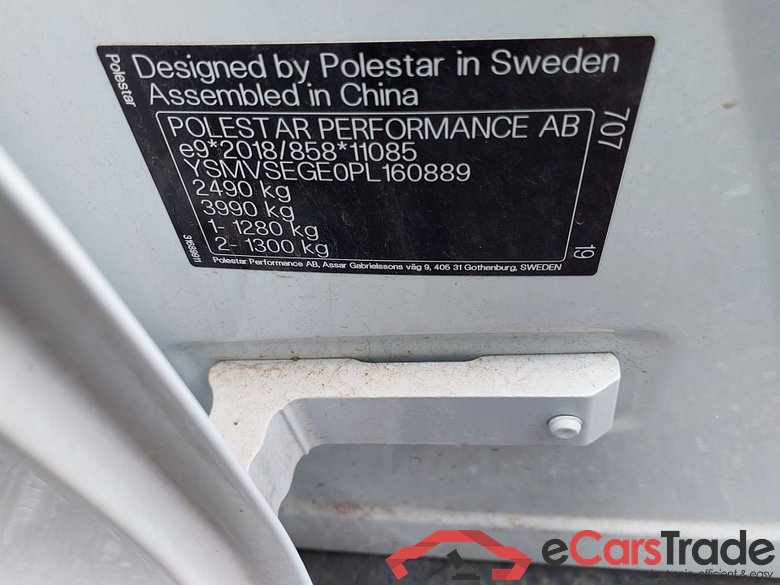 Polestar
Designed by Polestar in Sweden
Assembled in China
POLESTAR PERFORMANCE AB
e9*2018/858*11085
YSMVSEGE0PL160889
2490 kg
3990 kg
1- 1280 kg
2- 1300 kg
707
19
Polestar Performance AB, Assar Gabrielssons väg 9, 405 31 Gothenburg, SWEDEN
eCarsTrade
efficient & easy